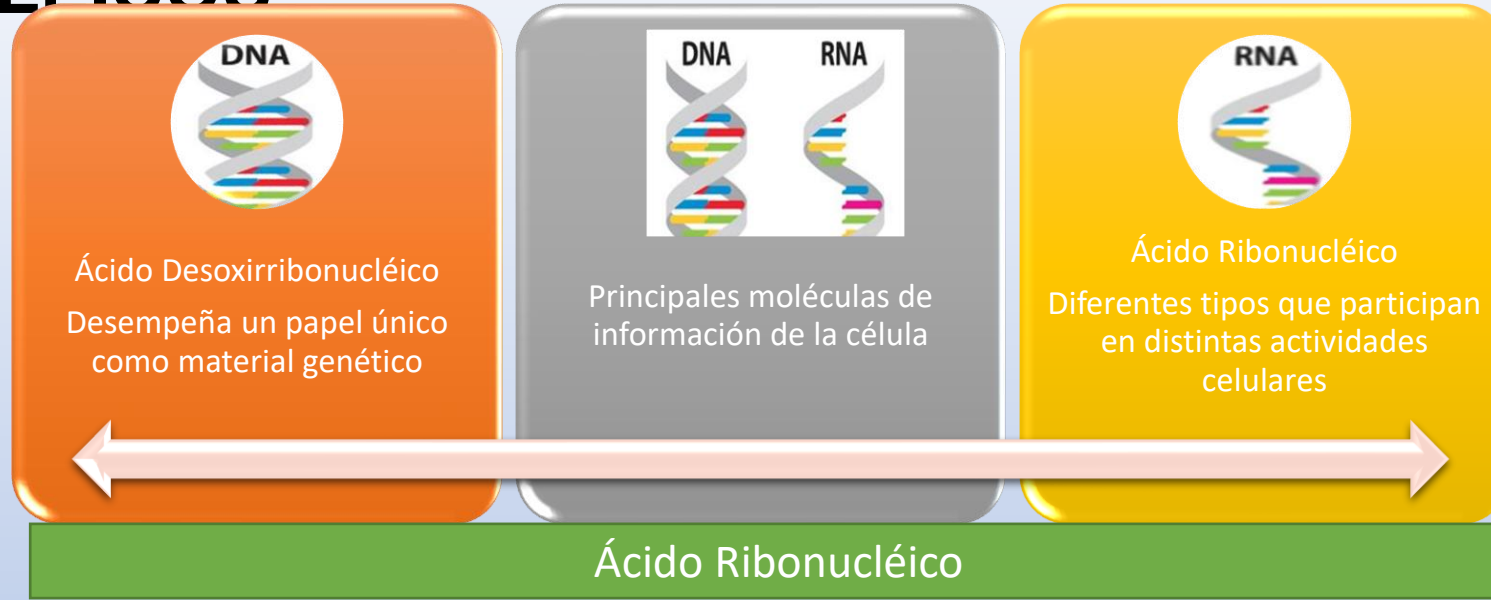 DNA
Ácido Desoxirribonucléico
Desempeña un papel único
como material genético
DNA RNA
Principales moléculas de
información de la célula
RNA
Ácido Ribonucléico
Diferentes tipos que participan
en distintas actividades
celulares
Ácido Ribonucléico